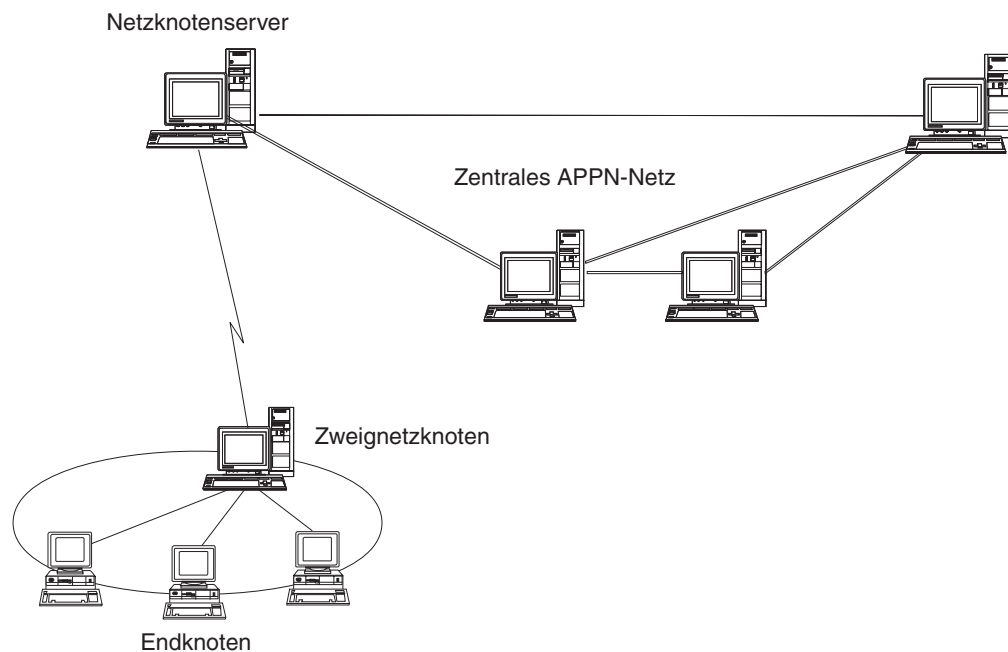 Netzknotenserver
Zentrales APPN-Netz
Zweignetzknoten
Endknoten